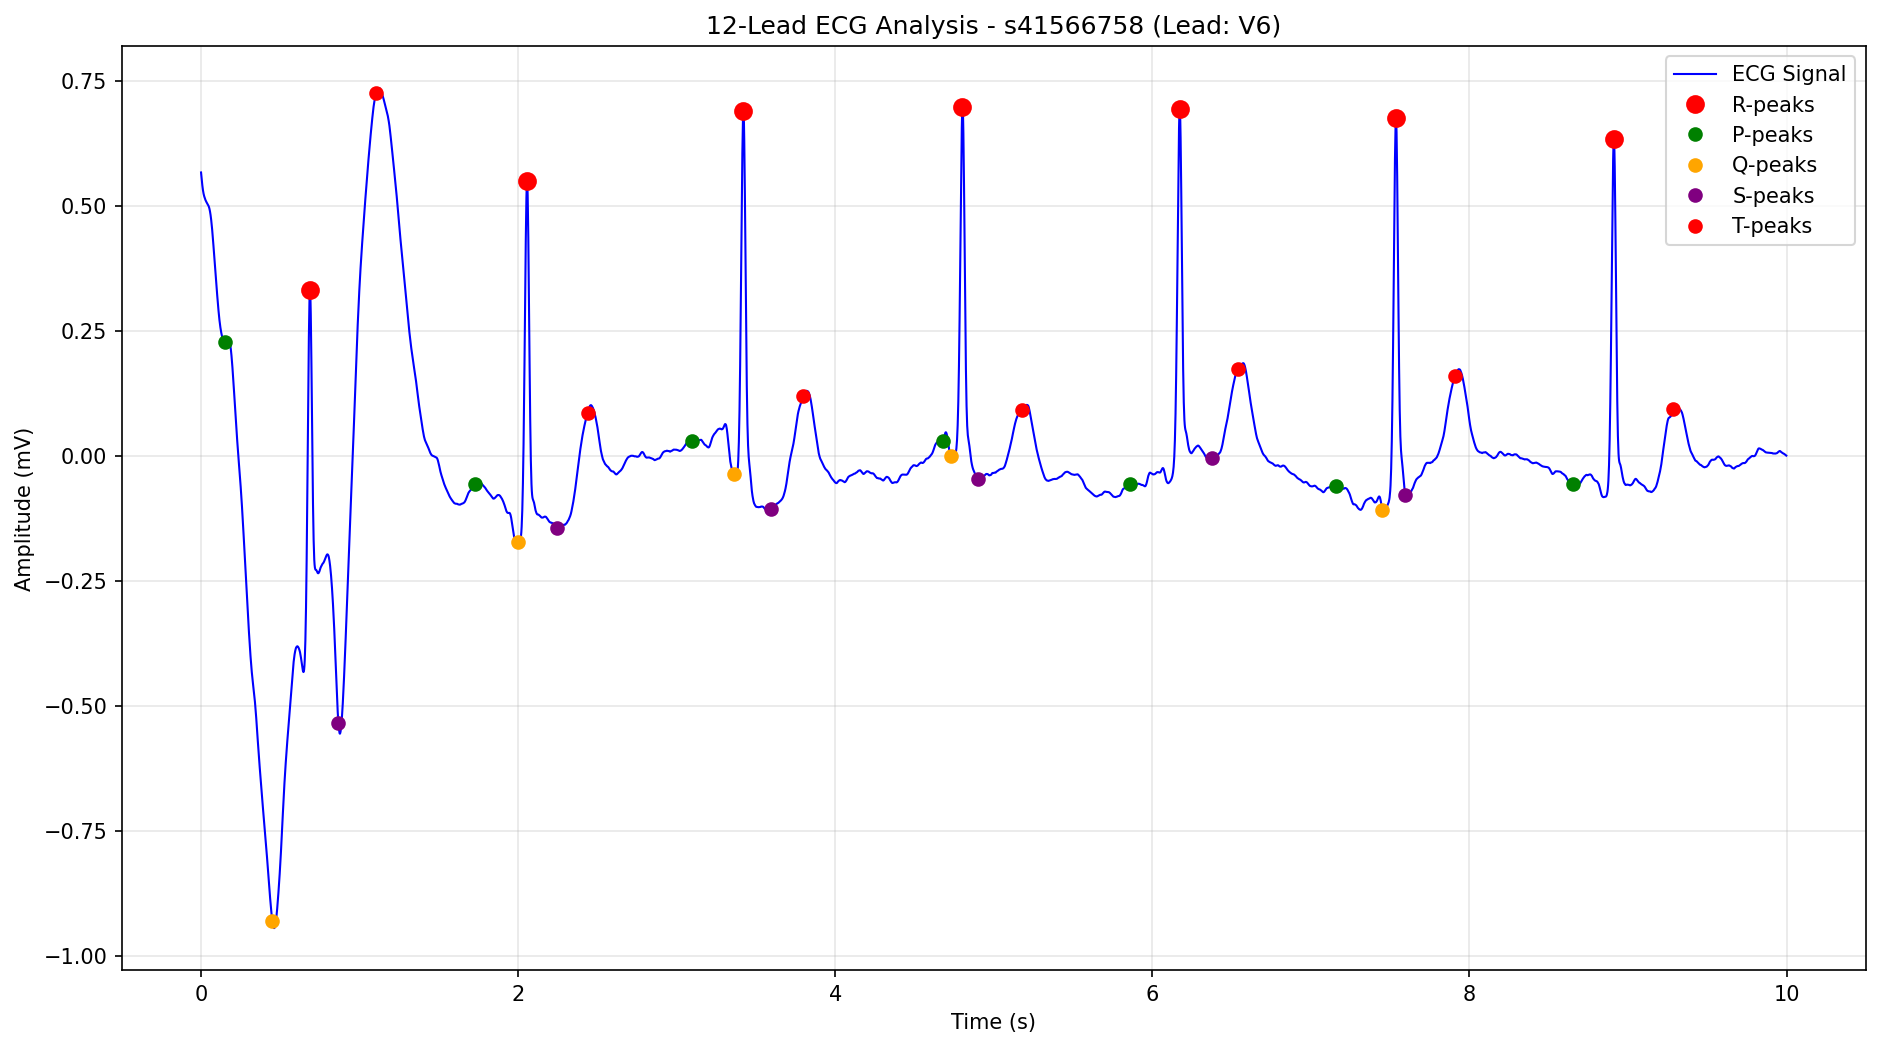 12-Lead ECG Analysis - s41566758 (Lead: V6)
ECG Signal
R-peaks
P-peaks
Q-peaks
S-peaks
T-peaks
Amplitude (mV)
0.75
0.50
0.25
0.00
−0.25
−0.50
−0.75
−1.00
0 2 4 6 8 10
Time (s)